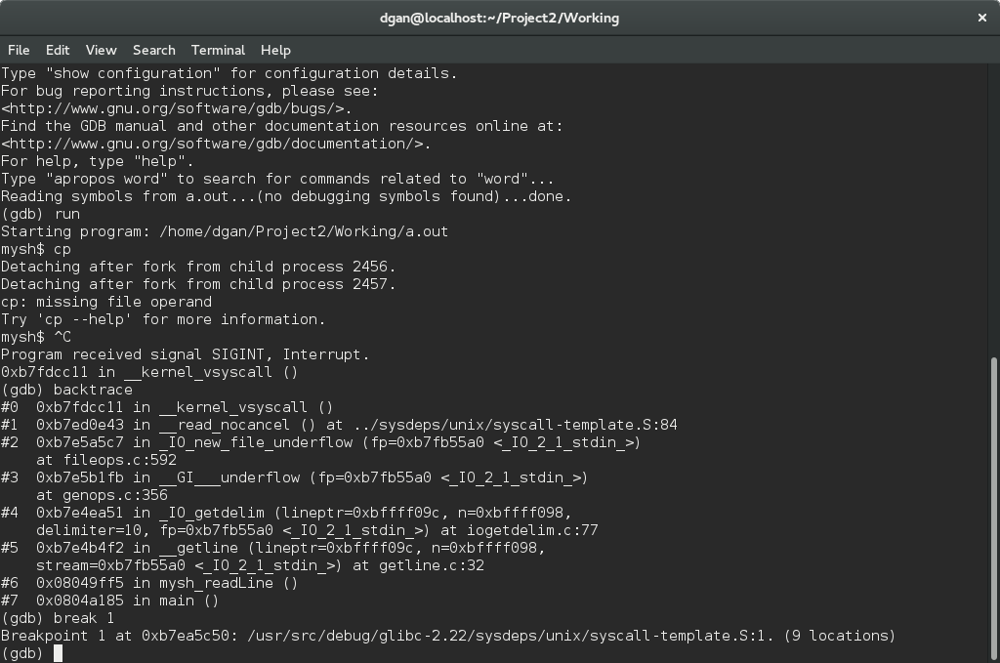 dgan@localhost:~/Project2/Working
File Edit View Search Terminal Help
Type "show configuration" for configuration details.
For bug reporting instructions, please see:
<http://www.gnu.org/software/gdb/bugs/>.
Find the GDB manual and other documentation resources online at:
<http://www.gnu.org/software/gdb/documentation/>.
For help, type "help".
Type "apropos word" to search for commands related to "word"...
Reading symbols from a.out...(no debugging symbols found)...done.
(gdb) run
Starting program: /home/dgan/Project2/Working/a.out
mysh$ cp
Detaching after fork from child process 2456.
Detaching after fork from child process 2457.
cp: missing file operand
Try 'cp --help' for more information.
mysh$ ^C
Program received signal SIGINT, Interrupt.
0xb7fdcc11 in __kernel_vsyscall ()
(gdb) backtrace
#0  0xb7fdcc11 in __kernel_vsyscall ()
#1  0xb7ed0e43 in __read_nocancel () at ../sysdeps/unix/syscall-template.S:84
#2  0xb7e5a5c7 in _IO_new_file_underflow (fp=0xb7fb55a0 <_IO_2_1_stdin_>)
    at fileops.c:592
#3  0xb7e5b1fb in __GI___underflow (fp=0xb7fb55a0 <_IO_2_1_stdin_>)
    at genops.c:356
#4  0xb7e4ea51 in _IO_getdelim (lineptr=0xbffff09c, n=0xbffff098,
    delimiter=10, fp=0xb7fb55a0 <_IO_2_1_stdin_>) at iogetdelim.c:77
#5  0xb7e4b4f2 in __getline (lineptr=0xbffff09c, n=0xbffff098,
    stream=0xb7fb55a0 <_IO_2_1_stdin_>) at getline.c:32
#6  0x08049ff5 in mysh_readLine ()
#7  0x0804a185 in main ()
(gdb) break 1
Breakpoint 1 at 0xb7ea5c50: /usr/src/debug/glibc-2.22/sysdeps/unix/syscall-template.S:1. (9 locations)
(gdb)